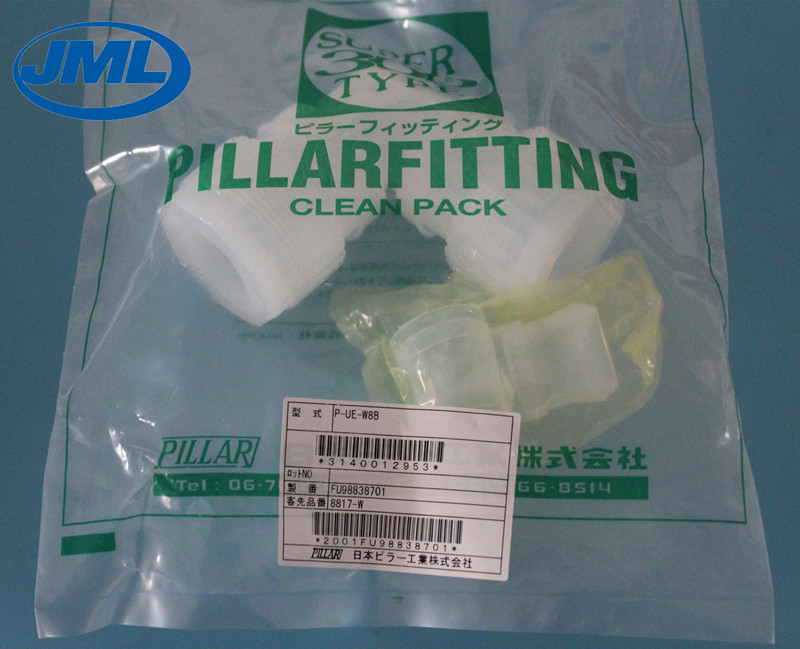 JML
SUPER
300
TYPE
ピラーフィッティング
PILLARFITTING
CLEAN PACK
型式 P-UE-W8B
*3140012953*
ロットNO
製番 FU98838701
客先品番 8817-W
*2001FU98838701*
PILLAR 日本ピラー工業株式会社
PILLAR
株式会社
Tel: 06-7
66-8514